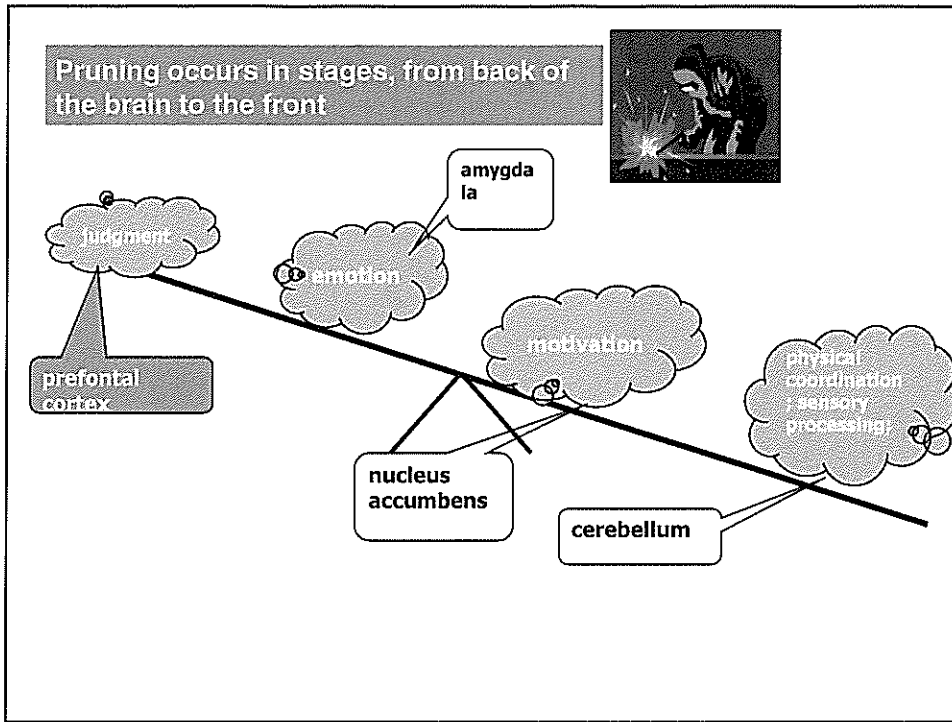 Pruning occurs in stages, from back of
the brain to the front
amygda
la
judgment
emotion
motivation
physical
coordination
; sensory
processing;
prefontal
cortex
nucleus
accumbens
cerebellum